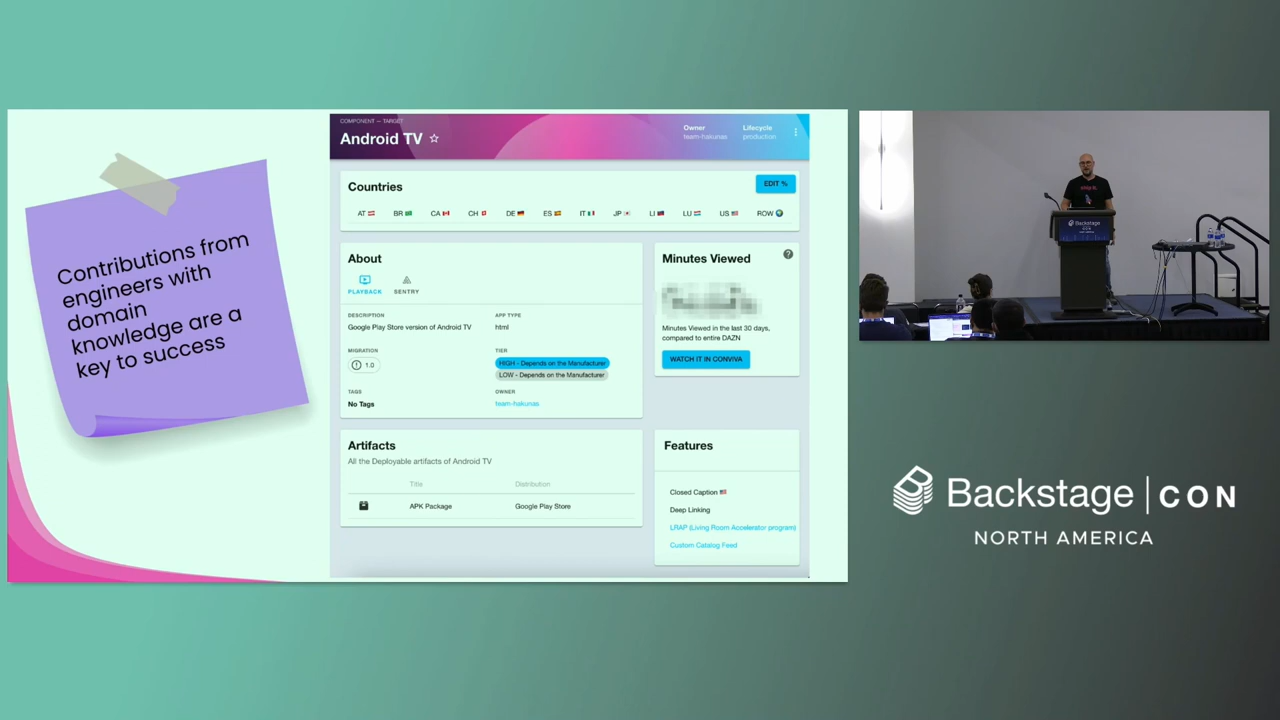 Contributions from
engineers with
domain
knowledge are a
key to success
COMPONENT — TARGET
Android TV
Owner
team-hakunas
Lifecycle
production
Countries
EDIT
AT BR CA CH DE ES IT JP LI LU US ROW
About
PLAYBACK SENTRY
DESCRIPTION
Google Play Store version of Android TV
APP TYPE
html
MIGRATION
1.0
TIER
HIGH - Depends on the Manufacturer
LOW - Depends on the Manufacturer
TAGS
No Tags
OWNER
team-hakunas
Minutes Viewed
Minutes Viewed in the last 30 days,
compared to entire DAZN
WATCH IT IN CONVIVA
Artifacts
All the Deployable artifacts of Android TV
Title Distribution
APK Package Google Play Store
Features
Closed Caption
Deep Linking
LRAP (Living Room Accelerator program)
Custom Catalog Feed
Backstage
CON
Backstage | CON
NORTH AMERICA